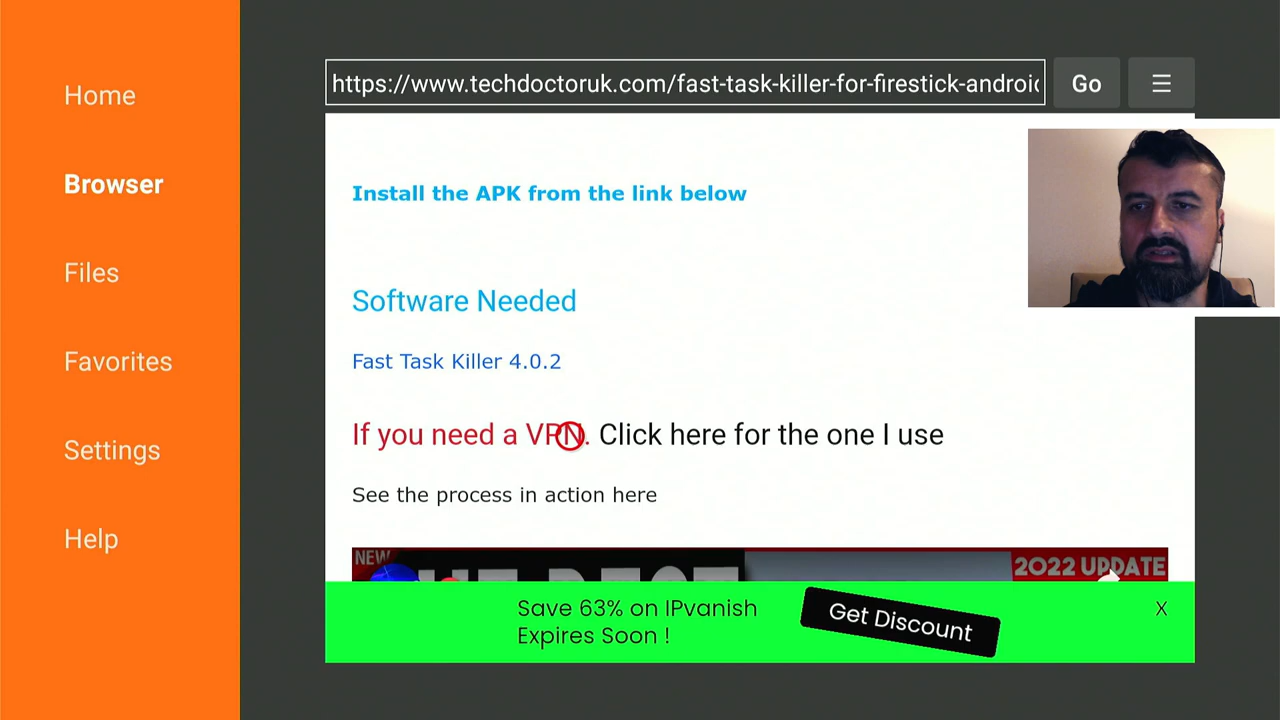 Home
Browser
Files
Favorites
Settings
Help
https://www.techdoctoruk.com/fast-task-killer-for-firestick-androi
Go
Install the APK from the link below
Software Needed
Fast Task Killer 4.0.2
If you need a VPN. Click here for the one I use
See the process in action here
NEW
THE BEST
2022 UPDATE
Save 63% on IPvanish
Expires Soon !
Get Discount
X